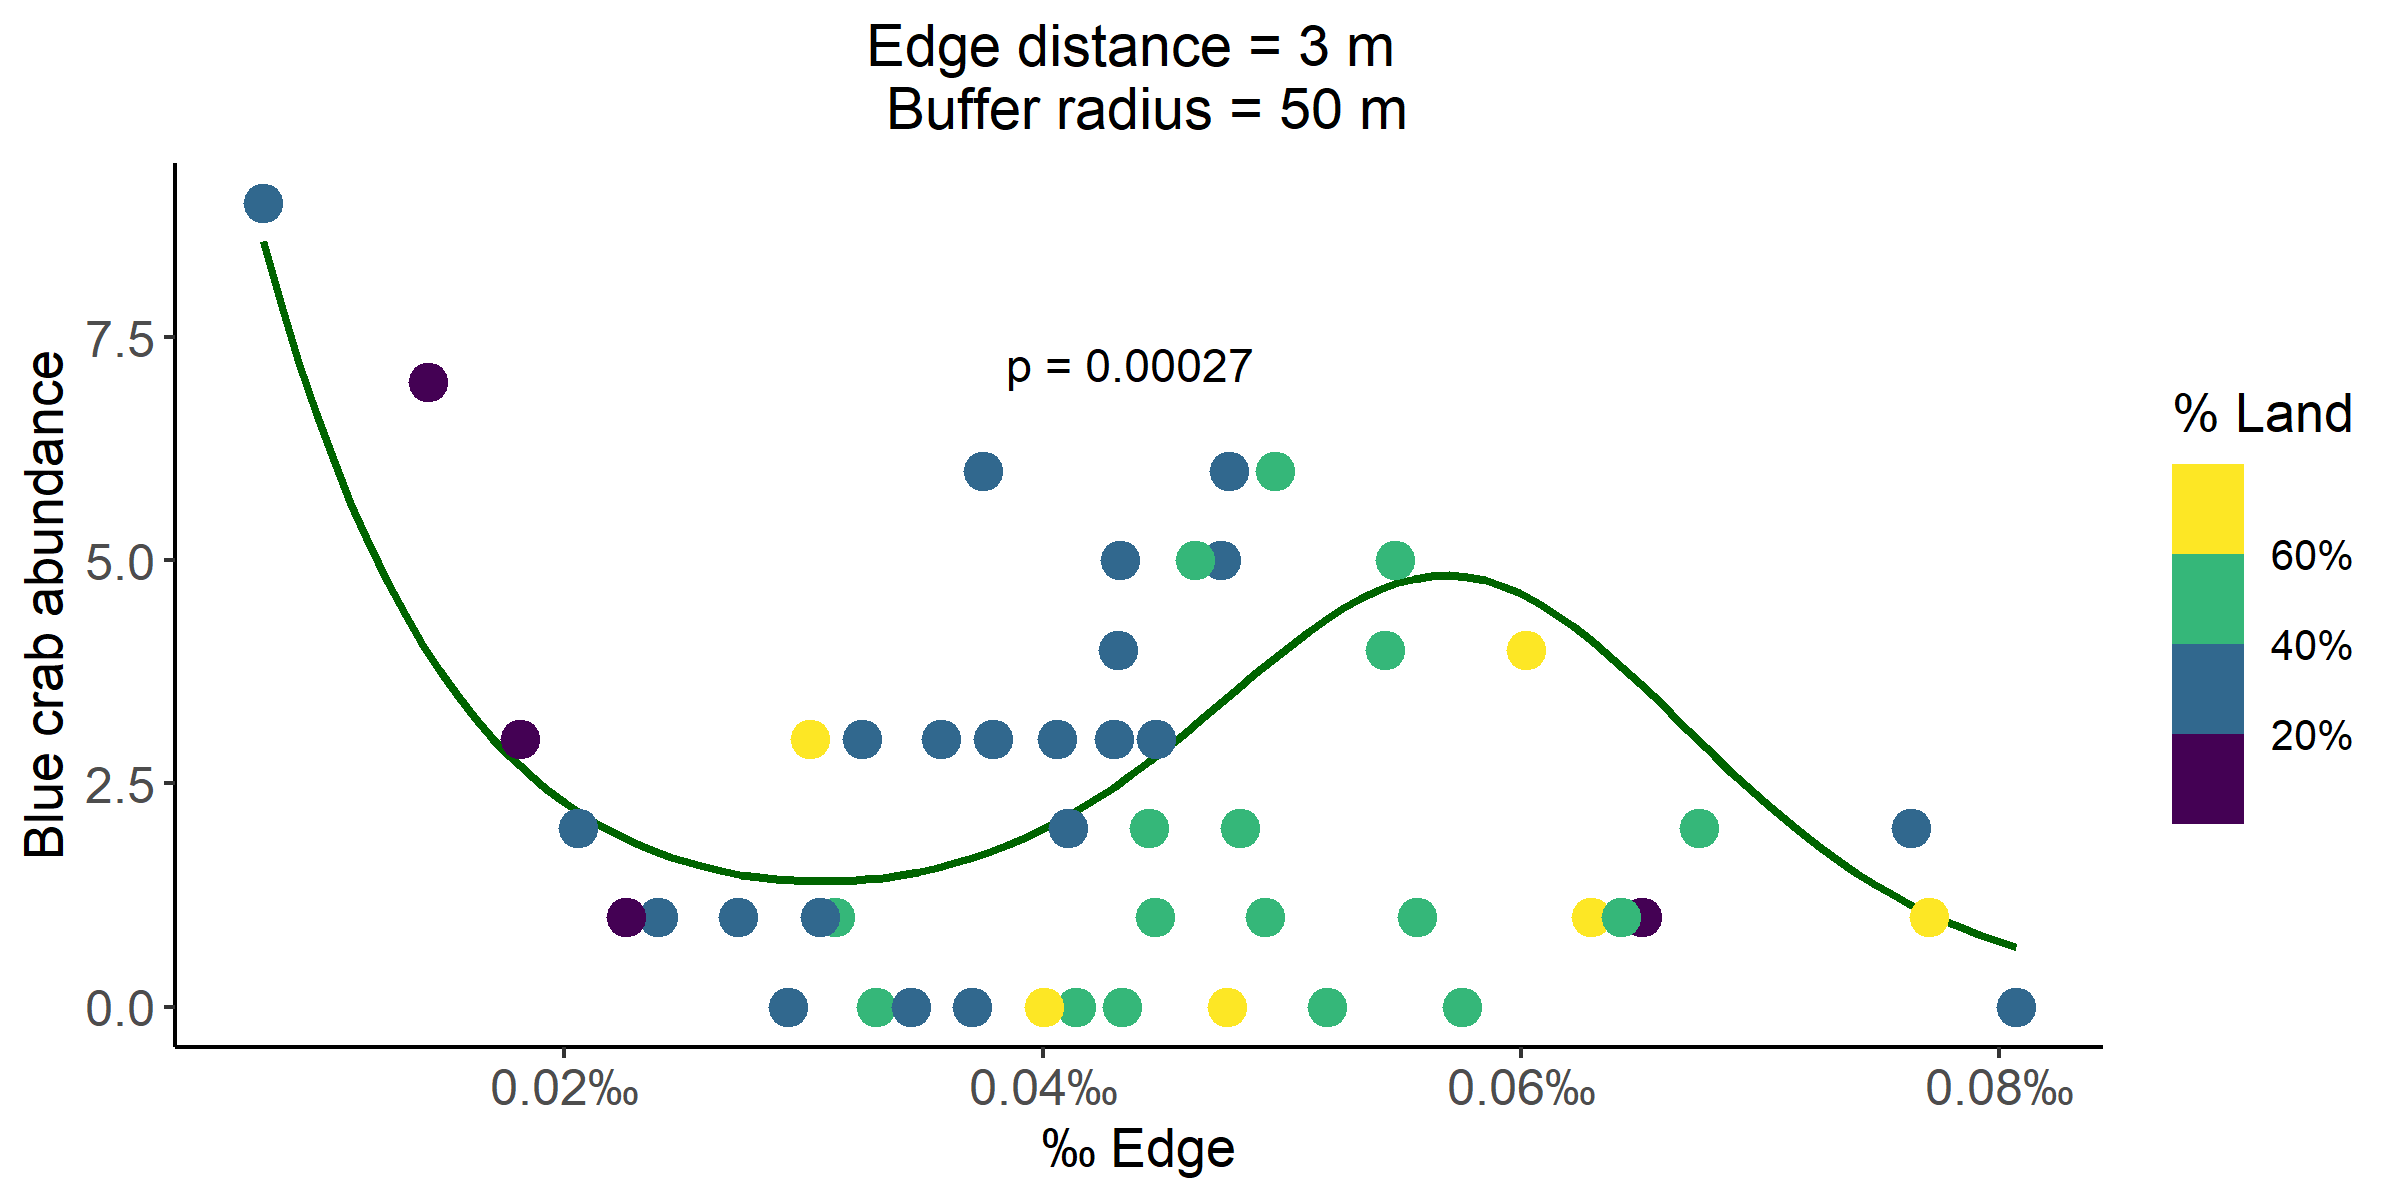 Edge distance = 3 m
Buffer radius = 50 m
Blue crab abundance
7.5
5.0
2.5
0.0
p = 0.00027
0.02‰
0.04‰
0.06‰
0.08‰
‰ Edge
% Land
60%
40%
20%